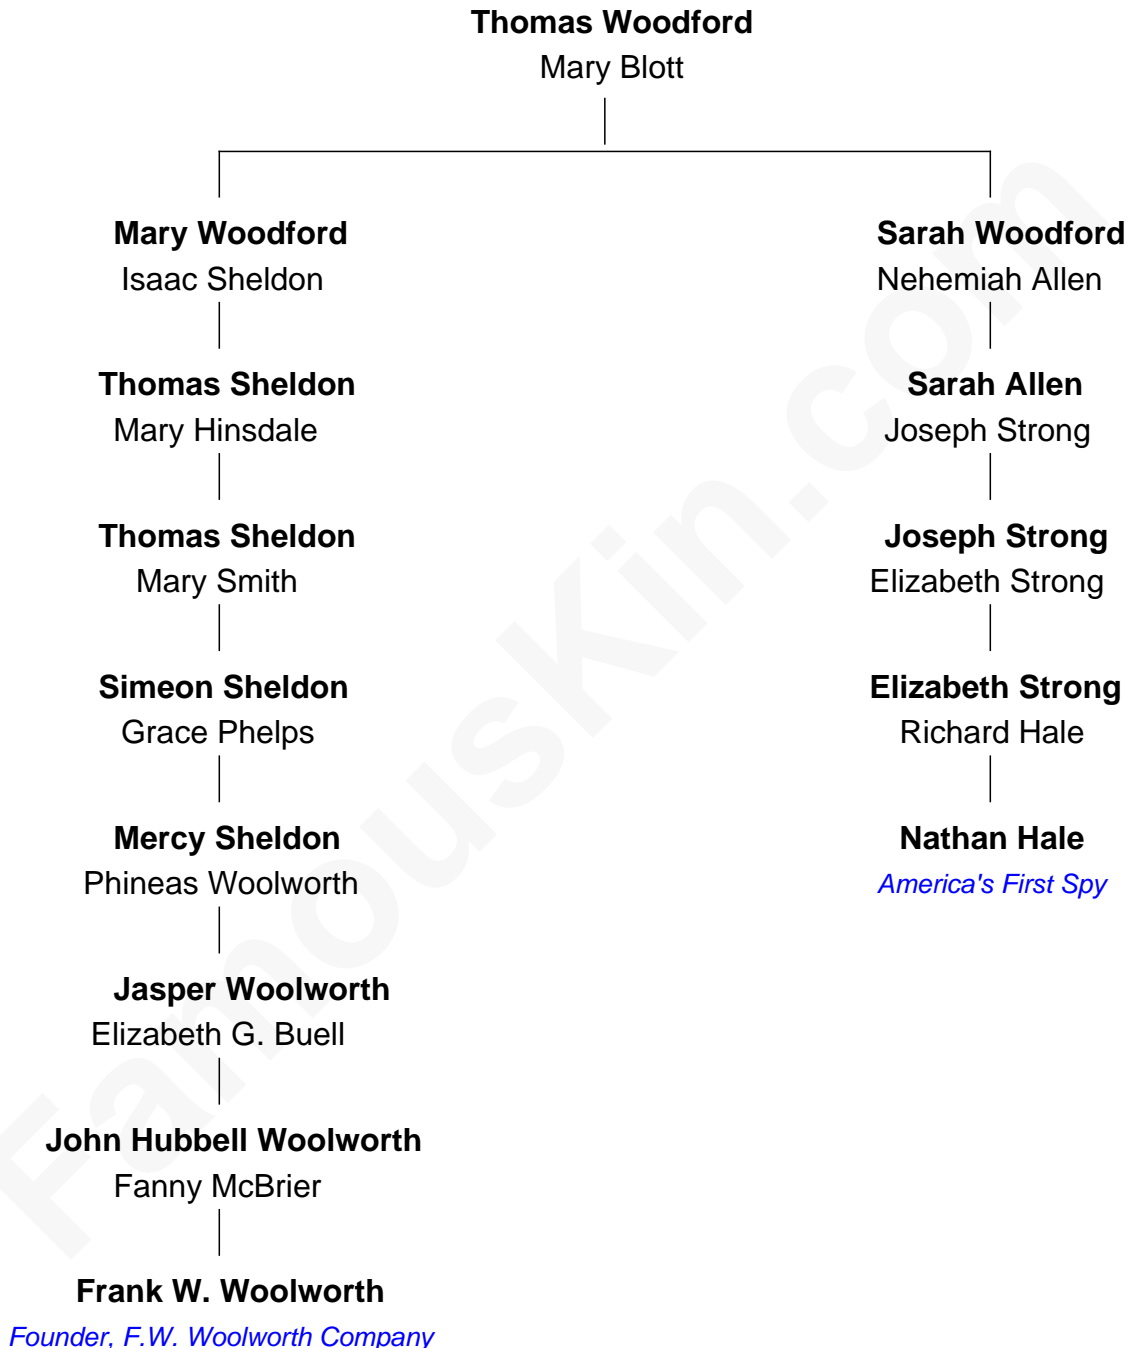 Thomas Woodford
Mary Blott
Mary Woodford
Isaac Sheldon
Sarah Woodford
Nehemiah Allen
Thomas Sheldon
Mary Hinsdale
Sarah Allen
Joseph Strong
Thomas Sheldon
Mary Smith
Joseph Strong
Elizabeth Strong
Simeon Sheldon
Grace Phelps
Elizabeth Strong
Richard Hale
Mercy Sheldon
Phineas Woolworth
Nathan Hale
America's First Spy
Jasper Woolworth
Elizabeth G. Buell
John Hubbell Woolworth
Fanny McBrier
Frank W. Woolworth
Founder, F.W. Woolworth Company
FamousKin.com